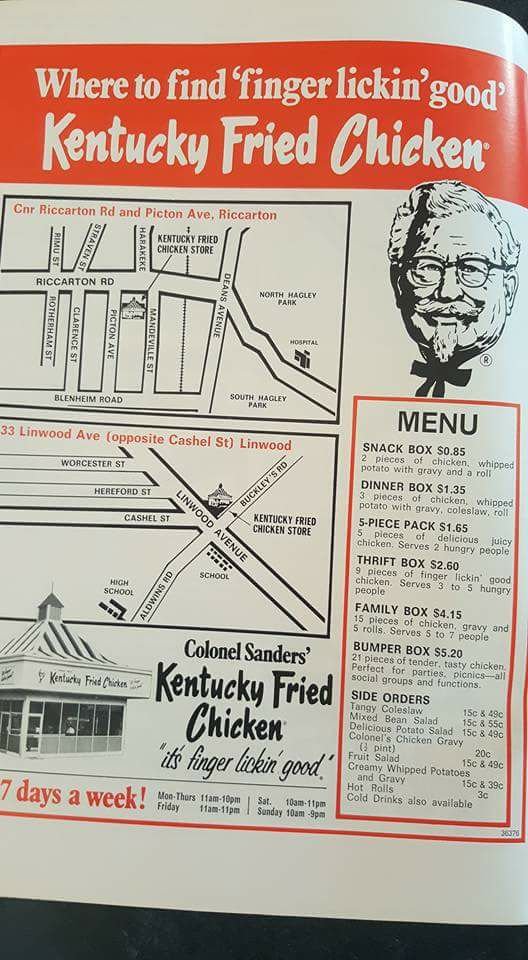 Where to find 'finger lickin' good'
Kentucky Fried Chicken
Cnr Riccarton Rd and Picton Ave, Riccarton
RIMU ST
STRAVEN ST
HARAKEKE
KENTUCKY FRIED
CHICKEN STORE
RICCARTON RD
ROTHERHAM ST
CLARENCE ST
PICTON AVE
MANDEVILLE ST
DEANS AVENUE
NORTH HAGLEY
PARK
HOSPITAL
BLENHEIM ROAD
SOUTH HAGLEY
PARK
®
33 Linwood Ave (opposite Cashel St) Linwood
WORCESTER ST
HEREFORD ST
CASHEL ST
LINWOOD AVENUE
BUCKLEY'S RD
KENTUCKY FRIED
CHICKEN STORE
SCHOOL
HIGH
SCHOOL
ALDWINS RD
MENU
SNACK BOX $0.85
2 pieces of chicken, whipped
potato with gravy and a roll
DINNER BOX $1.35
3 pieces of chicken, whipped
potato with gravy, coleslaw, roll
5-PIECE PACK $1.65
5 pieces of delicious juicy
chicken. Serves 2 hungry people
THRIFT BOX $2.60
9 pieces of finger lickin' good
chicken. Serves 3 to 5 hungry
people
FAMILY BOX $4.15
15 pieces of chicken, gravy and
5 rolls. Serves 5 to 7 people
BUMPER BOX $5.20
21 pieces of tender, tasty chicken.
Perfect for parties, picnics—all
social groups and functions.
SIDE ORDERS
Tangy Coleslaw 15c & 49c
Mixed Bean Salad 15c & 55c
Delicious Potato Salad 15c & 49c
Colonel's Chicken Gravy
pint) 20c
Fruit Salad 15c & 49c
Creamy Whipped Potatoes
and Gravy 15c & 39c
Hot Rolls 3c
Cold Drinks also available
Kentucky Fried Chicken
Colonel Sanders'
Kentucky Fried
Chicken
"it's finger lickin' good."
7 days a week!
Mon-Thurs 11am-10pm Sat. 10am-11pm
Friday 11am-11pm Sunday 10am-9pm
36376